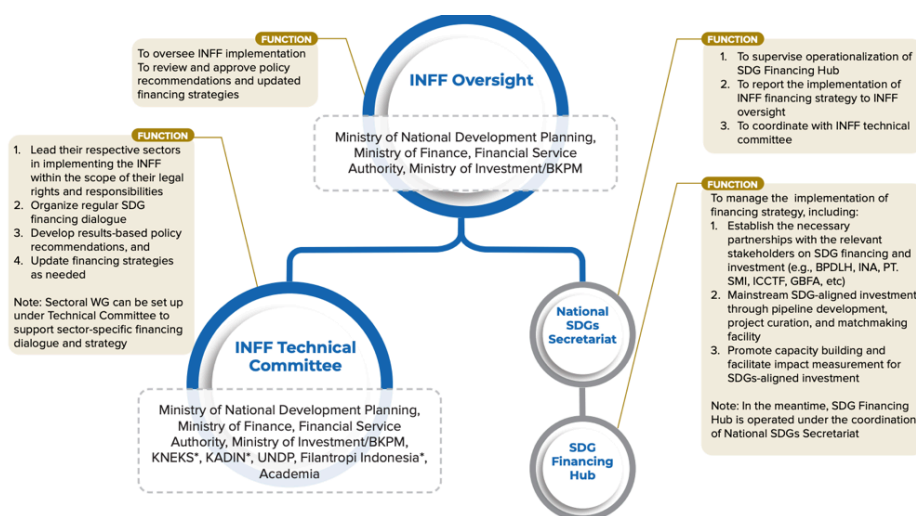 FUNCTION
To oversee INFF implementation
To review and approve policy
recommendations and updated
financing strategies
INFF Oversight
Ministry of National Development Planning,
Ministry of Finance, Financial Service
Authority, Ministry of Investment/BKPM
FUNCTION
1. To supervise operationalization of
SDG Financing Hub
2. To report the implementation of
INFF financing strategy to INFF
oversight
3. To coordinate with INFF technical
committee
FUNCTION
1. Lead their respective sectors
in implementing the INFF
within the scope of their legal
rights and responsibilities
2. Organize regular SDG
financing dialogue
3. Develop results-based policy
recommendations, and
4. Update financing strategies
as needed
Note: Sectoral WG can be set up
under Technical Committee to
support sector-specific financing
dialogue and strategy
FUNCTION
To manage the implementation of
financing strategy, including:
1. Establish the necessary
partnerships with the relevant
stakeholders on SDG financing and
investment (e.g., BPDLH, INA, PT.
SMI, ICCTF, GBFA, etc)
2. Mainstream SDG-aligned investment
through pipeline development,
project curation, and matchmaking
facility
3. Promote capacity building and
facilitate impact measurement for
SDGs-aligned investment
Note: In the meantime, SDG Financing
Hub is operated under the coordination
of National SDGs Secretariat
INFF Technical
Committee
Ministry of National Development Planning,
Ministry of Finance, Financial Service
Authority, Ministry of Investment/BKPM,
KNEKS*, KADIN*, UNDP, Filantropi Indonesia*,
Academia
National
SDGs
Secretariat
SDG
Financing
Hub